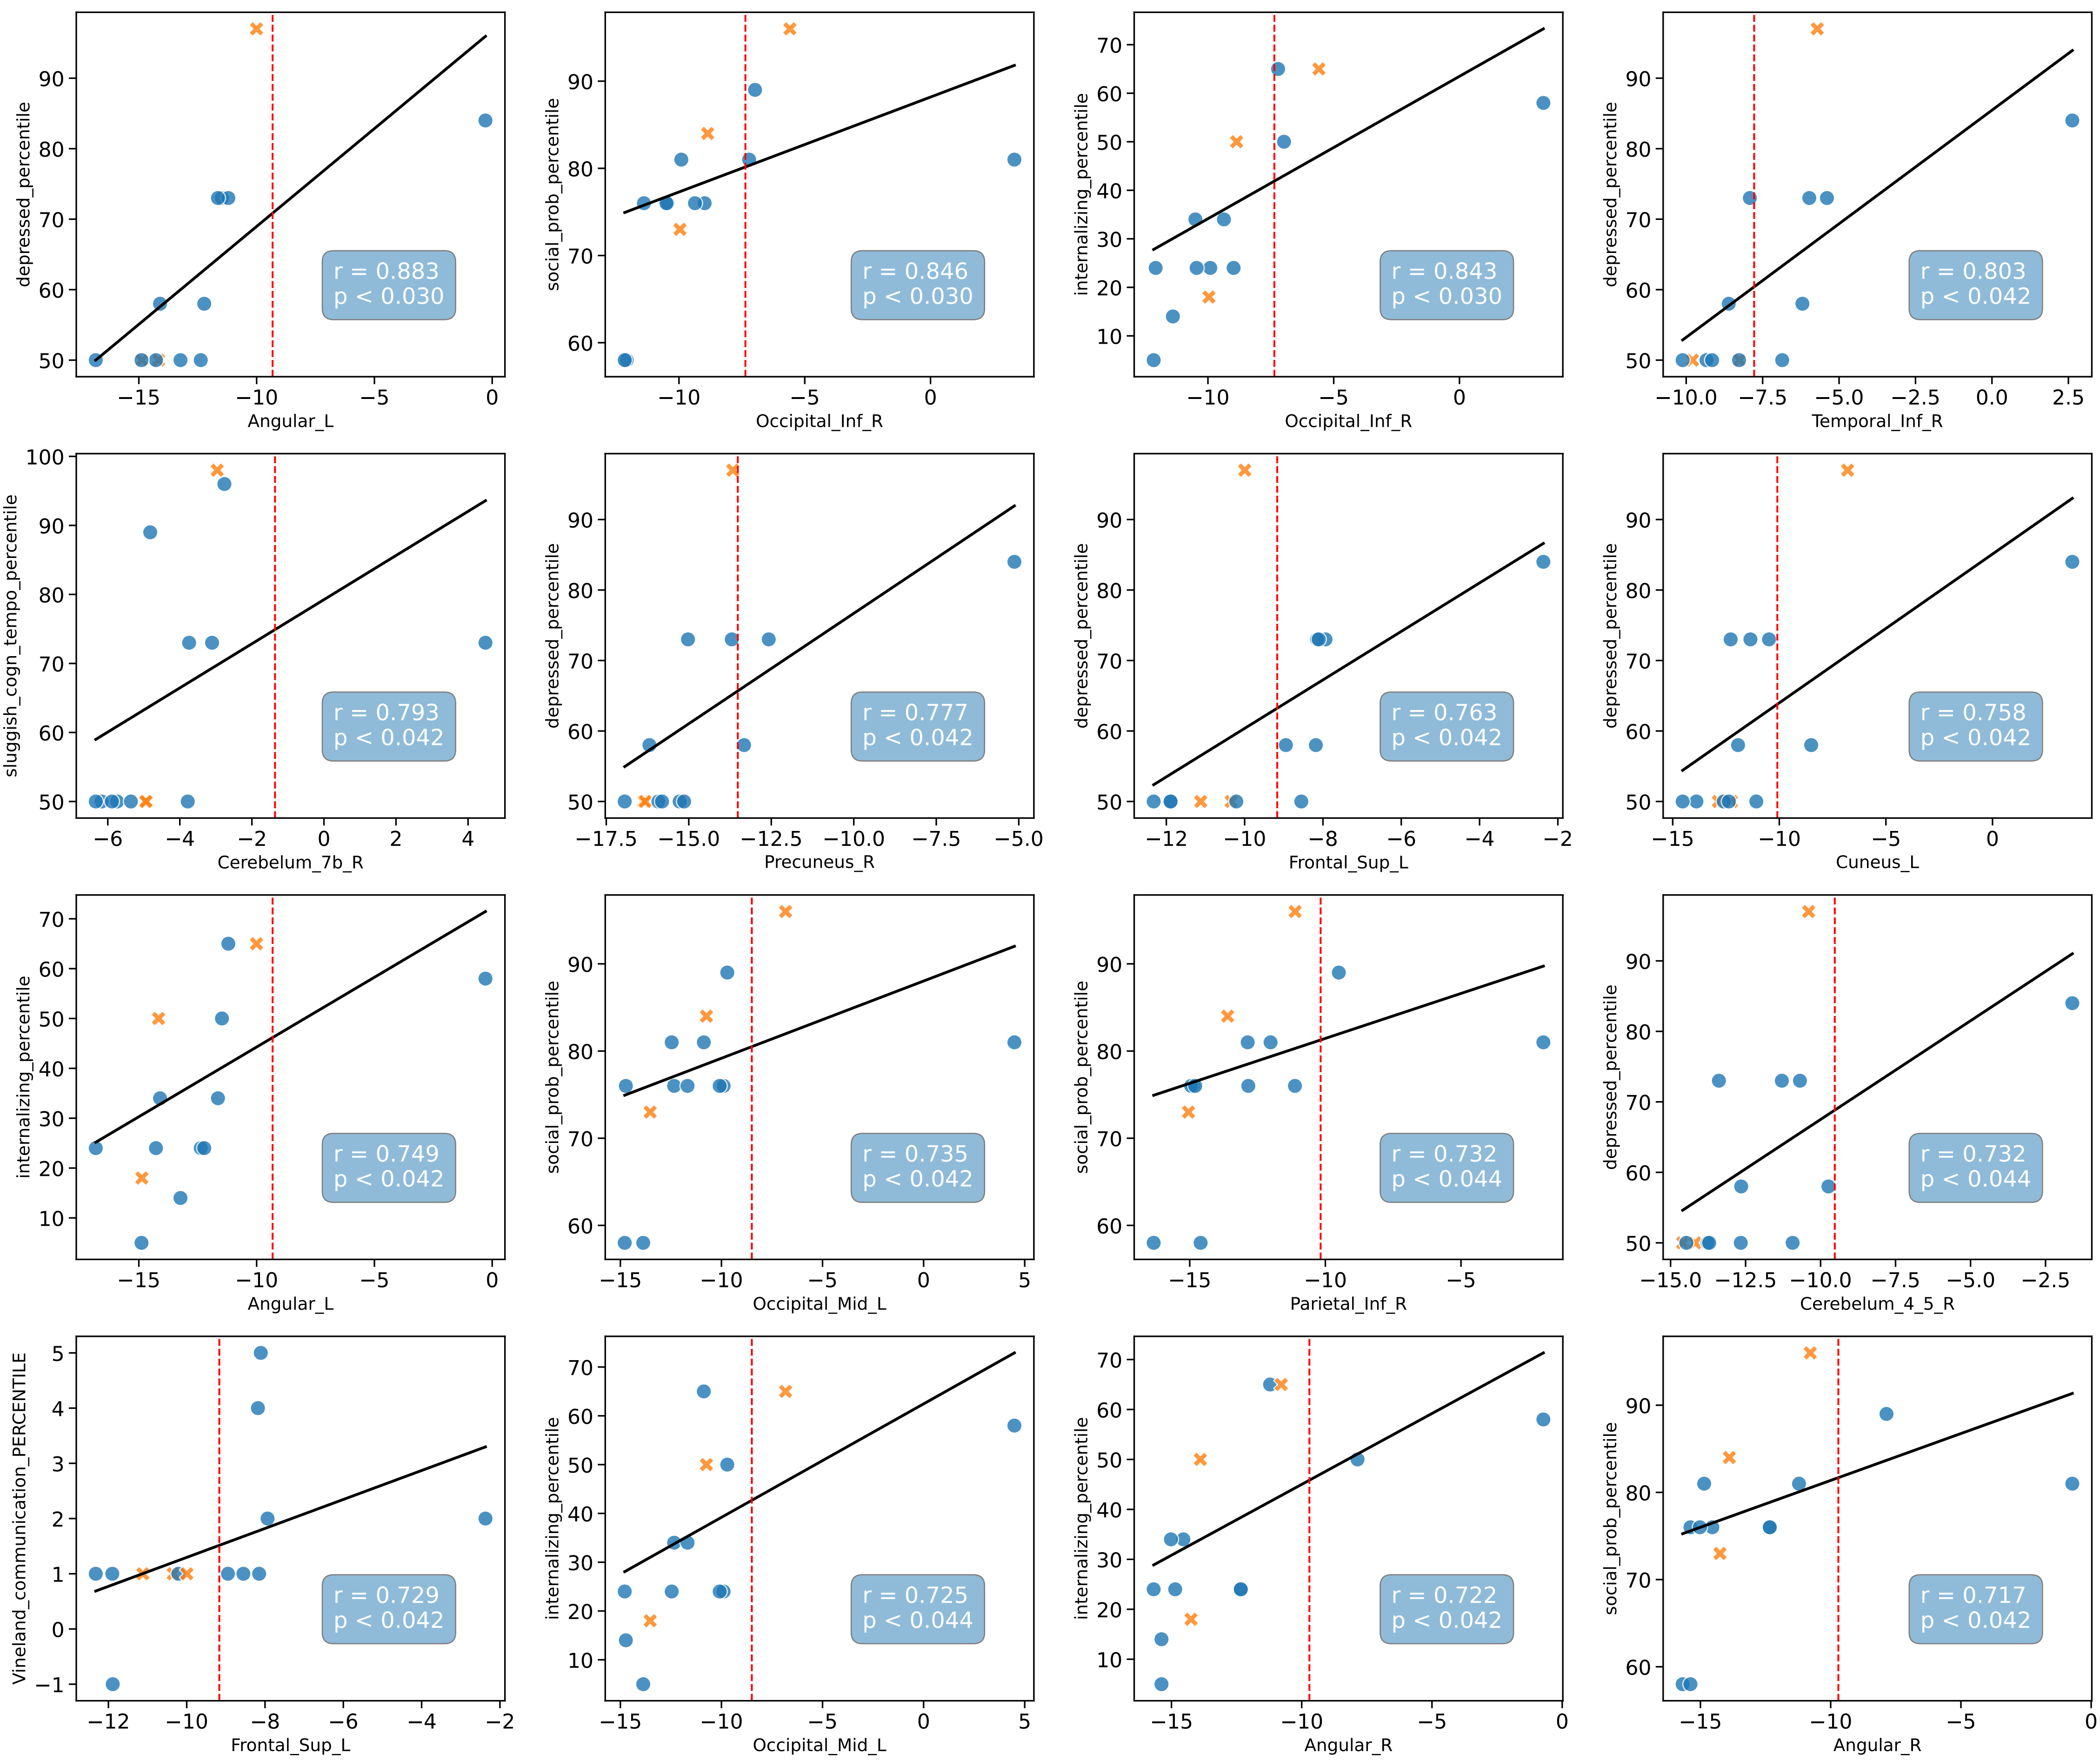 depressed_percentile
90
80
70
60
50
r = 0.883
p < 0.030
−15 −10 −5 0
Angular_L
social_prob_percentile
90
80
70
60
r = 0.846
p < 0.030
−10 −5 0
Occipital_Inf_R
internalizing_percentile
70
60
50
40
30
20
10
r = 0.843
p < 0.030
−10 −5 0
Occipital_Inf_R
depressed_percentile
90
80
70
60
50
r = 0.803
p < 0.042
−10.0 −7.5 −5.0 −2.5 0.0 2.5
Temporal_Inf_R
sluggish_cogn_tempo_percentile
100
90
80
70
60
50
r = 0.793
p < 0.042
−6 −4 −2 0 2 4
Cerebelum_7b_R
depressed_percentile
90
80
70
60
50
r = 0.777
p < 0.042
−17.5 −15.0 −12.5 −10.0 −7.5 −5.0
Precuneus_R
depressed_percentile
90
80
70
60
50
r = 0.763
p < 0.042
−12 −10 −8 −6 −4 −2
Frontal_Sup_L
depressed_percentile
90
80
70
60
50
r = 0.758
p < 0.042
−15 −10 −5 0
Cuneus_L
internalizing_percentile
70
60
50
40
30
20
10
r = 0.749
p < 0.042
−15 −10 −5 0
Angular_L
social_prob_percentile
90
80
70
60
r = 0.735
p < 0.042
−15 −10 −5 0 5
Occipital_Mid_L
social_prob_percentile
90
80
70
60
r = 0.732
p < 0.044
−15 −10 −5
Parietal_Inf_R
depressed_percentile
90
80
70
60
50
r = 0.732
p < 0.044
−15.0 −12.5 −10.0 −7.5 −5.0 −2.5
Cerebelum_4_5_R
Vineland_communication_PERCENTILE
5
4
3
2
1
0
−1
r = 0.729
p < 0.042
−12 −10 −8 −6 −4 −2
Frontal_Sup_L
internalizing_percentile
70
60
50
40
30
20
10
r = 0.725
p < 0.044
−15 −10 −5 0 5
Occipital_Mid_L
internalizing_percentile
70
60
50
40
30
20
10
r = 0.722
p < 0.042
−15 −10 −5 0
Angular_R
social_prob_percentile
90
80
70
60
r = 0.717
p < 0.042
−15 −10 −5 0
Angular_R